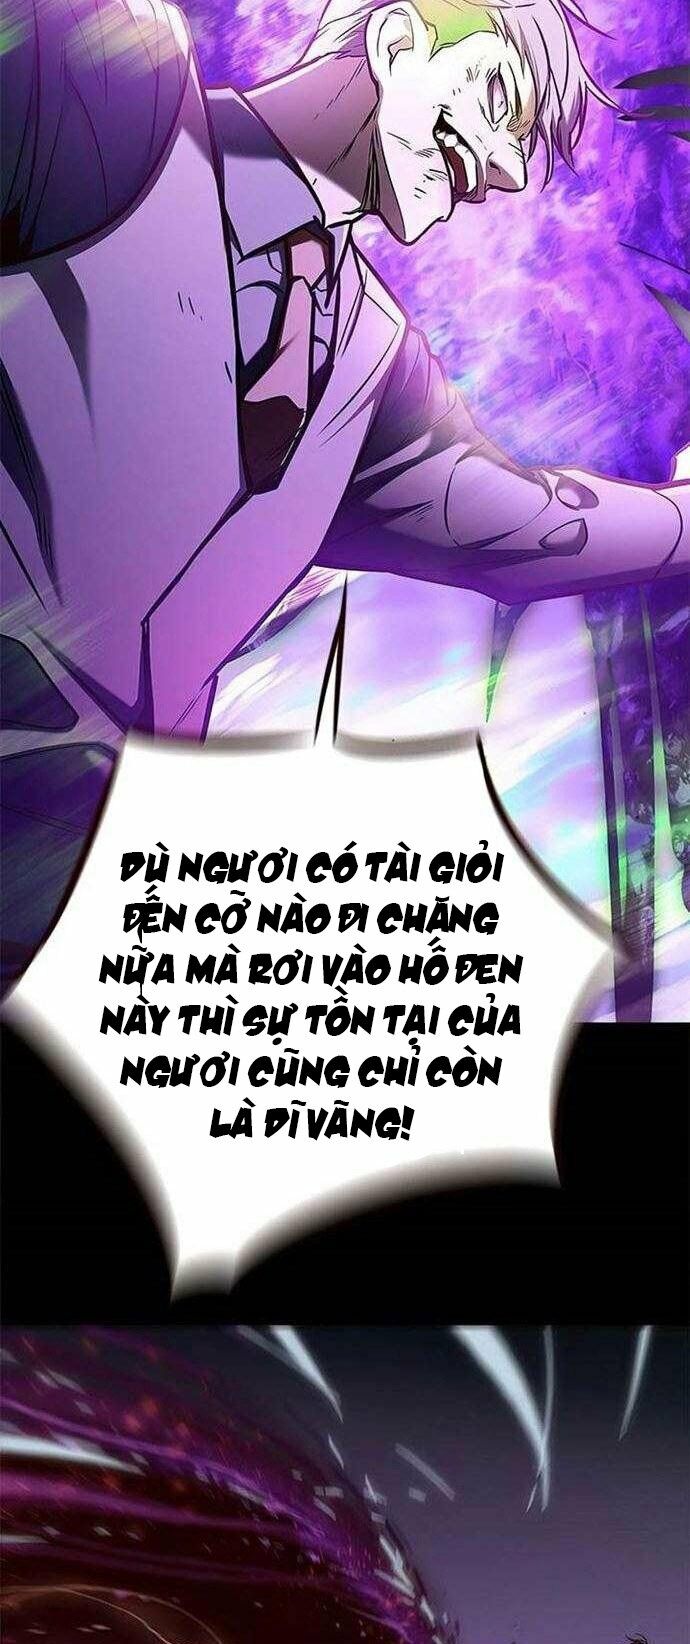 DÙ NGƯƠI CÓ TÀI GIỎI
ĐẾN CỠ NÀO ĐI CHĂNG
NỮA MÀ RƠI VÀO HỐ ĐEN
NÀY THÌ SỰ TỒN TẠI CỦA
NGƯƠI CŨNG CHỈ CÒN
LÀ DĨ VÃNG!